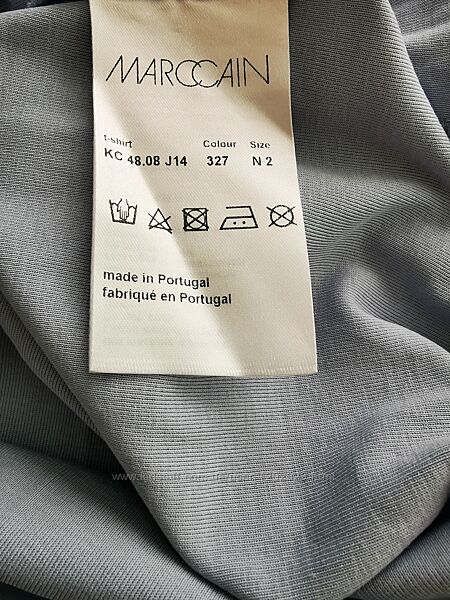 MARCCAIN
t-shirt Colour Size
KC 48.08 J14 327 N 2
made in Portugal
fabriqué en Portugal